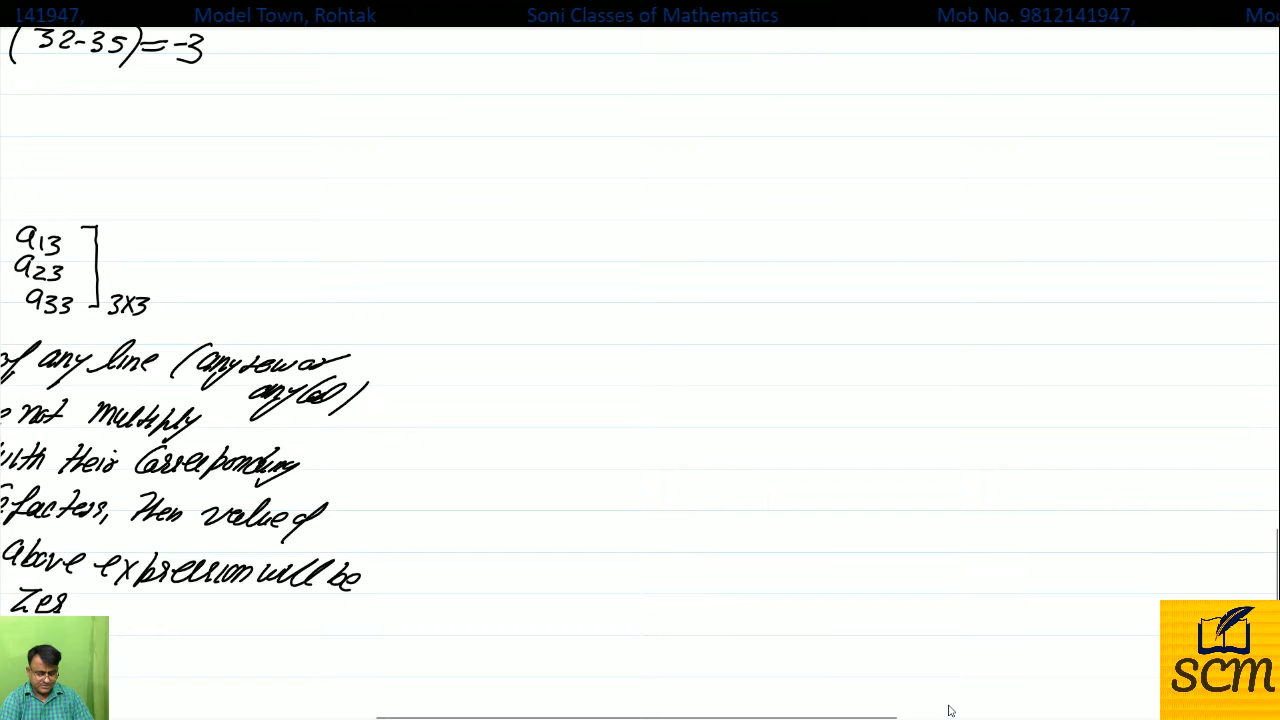 141947, Model Town, Rohtak Soni Classes of Mathematics Mob No. 9812141947, Mo
(32-35)=-3
a13
a23
a33 3x3
of any line (any row or
any Col)
e not multiply
with their Corresponding
factors, then value of
above expression will be
Zer
SCM